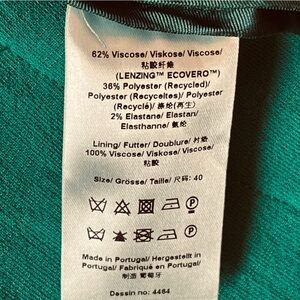 62% Viscose/ Viskose/ Viscose/
粘胶纤维
(LENZING™ ECOVERO™)
36% Polyester (Recycled)/
Polyester (Recyceltes)/ Polyester
(Recyclé)/ 涤纶(再生)
2% Elastane/ Elastan/
Elasthanne/ 氨纶
Lining/ Futter/ Doublure/ 衬垫
100% Viscose/ Viskose/ Viscose/
粘胶
Size/ Grösse/ Taille/ 尺码: 40
P
P
Made in Portugal/ Hergestellt in
Portugal/ Fabriqué en Portugal/
制造 葡萄牙
Dessin no: 4464